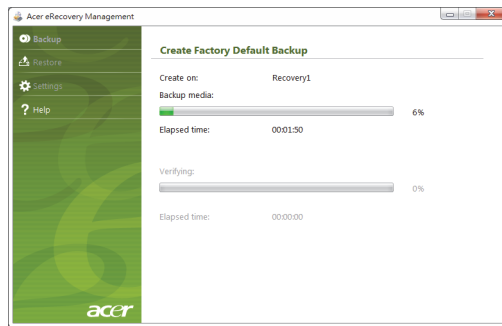 Acer eRecovery Management
Backup
Restore
Settings
? Help
Create Factory Default Backup
Create on: Recovery1
Backup media:
6%
Elapsed time: 00:01:50
Verifying:
0%
Elapsed time: 00:00:00
acer